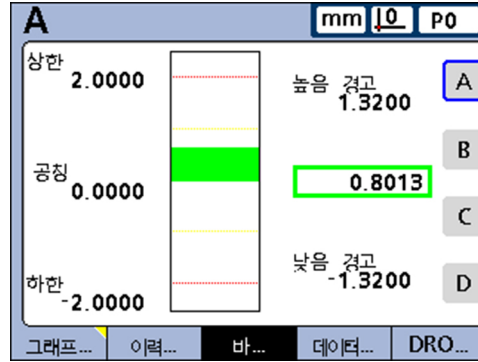 A
mm
0
P0
상한
2.0000
높음 경고
1.3200
A
B
공칭
0.0000
0.8013
C
낮음 경고
-1.3200
하한
-2.0000
D
그래프...
이력...
바...
데이터...
DRO...